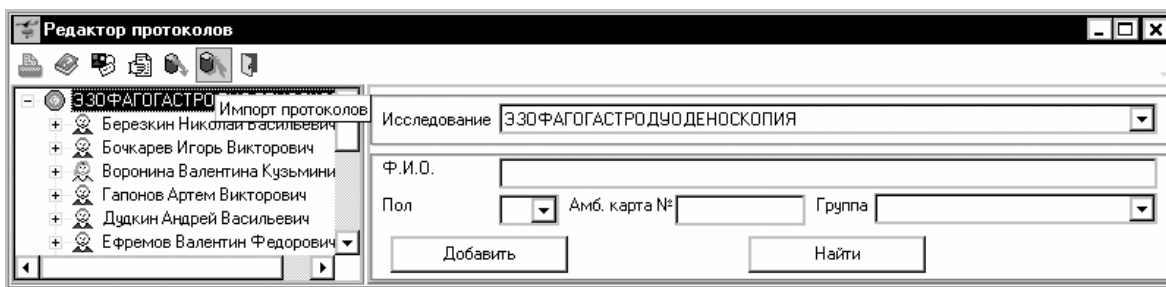 Редактор протоколов
ЭЗОФАГОГАСТРО
Импорт протоколов
Березкин Николай Васильевич
Бочкарев Игорь Викторович
Воронина Валентина Кузьмини
Гапонов Артем Викторович
Дудкин Андрей Васильевич
Ефремов Валентин Федорович
Исследование ЭЗОФАГОГАСТРОДУОДЕНОСКОПИЯ
Ф.И.О.
Пол Амб. карта № Группа
Добавить Найти